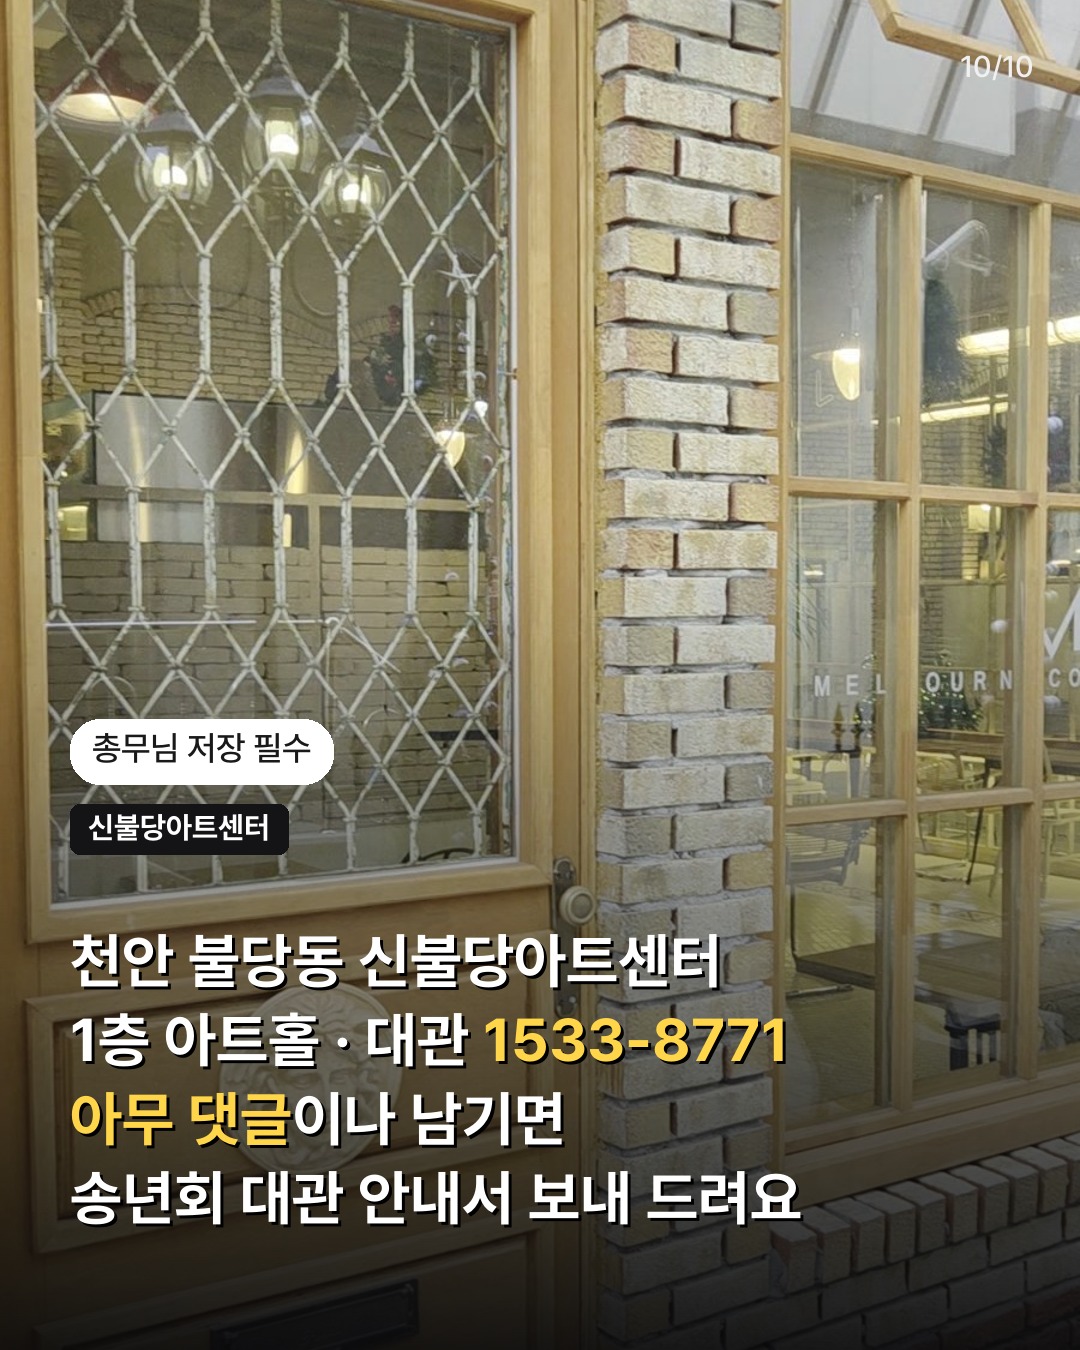 10/10
MELBOURN CO
총무님 저장 필수
신불당아트센터
천안 불당동 신불당아트센터
1층 아트홀 · 대관 1533-8771
아무 댓글이나 남기면
송년회 대관 안내서 보내 드려요